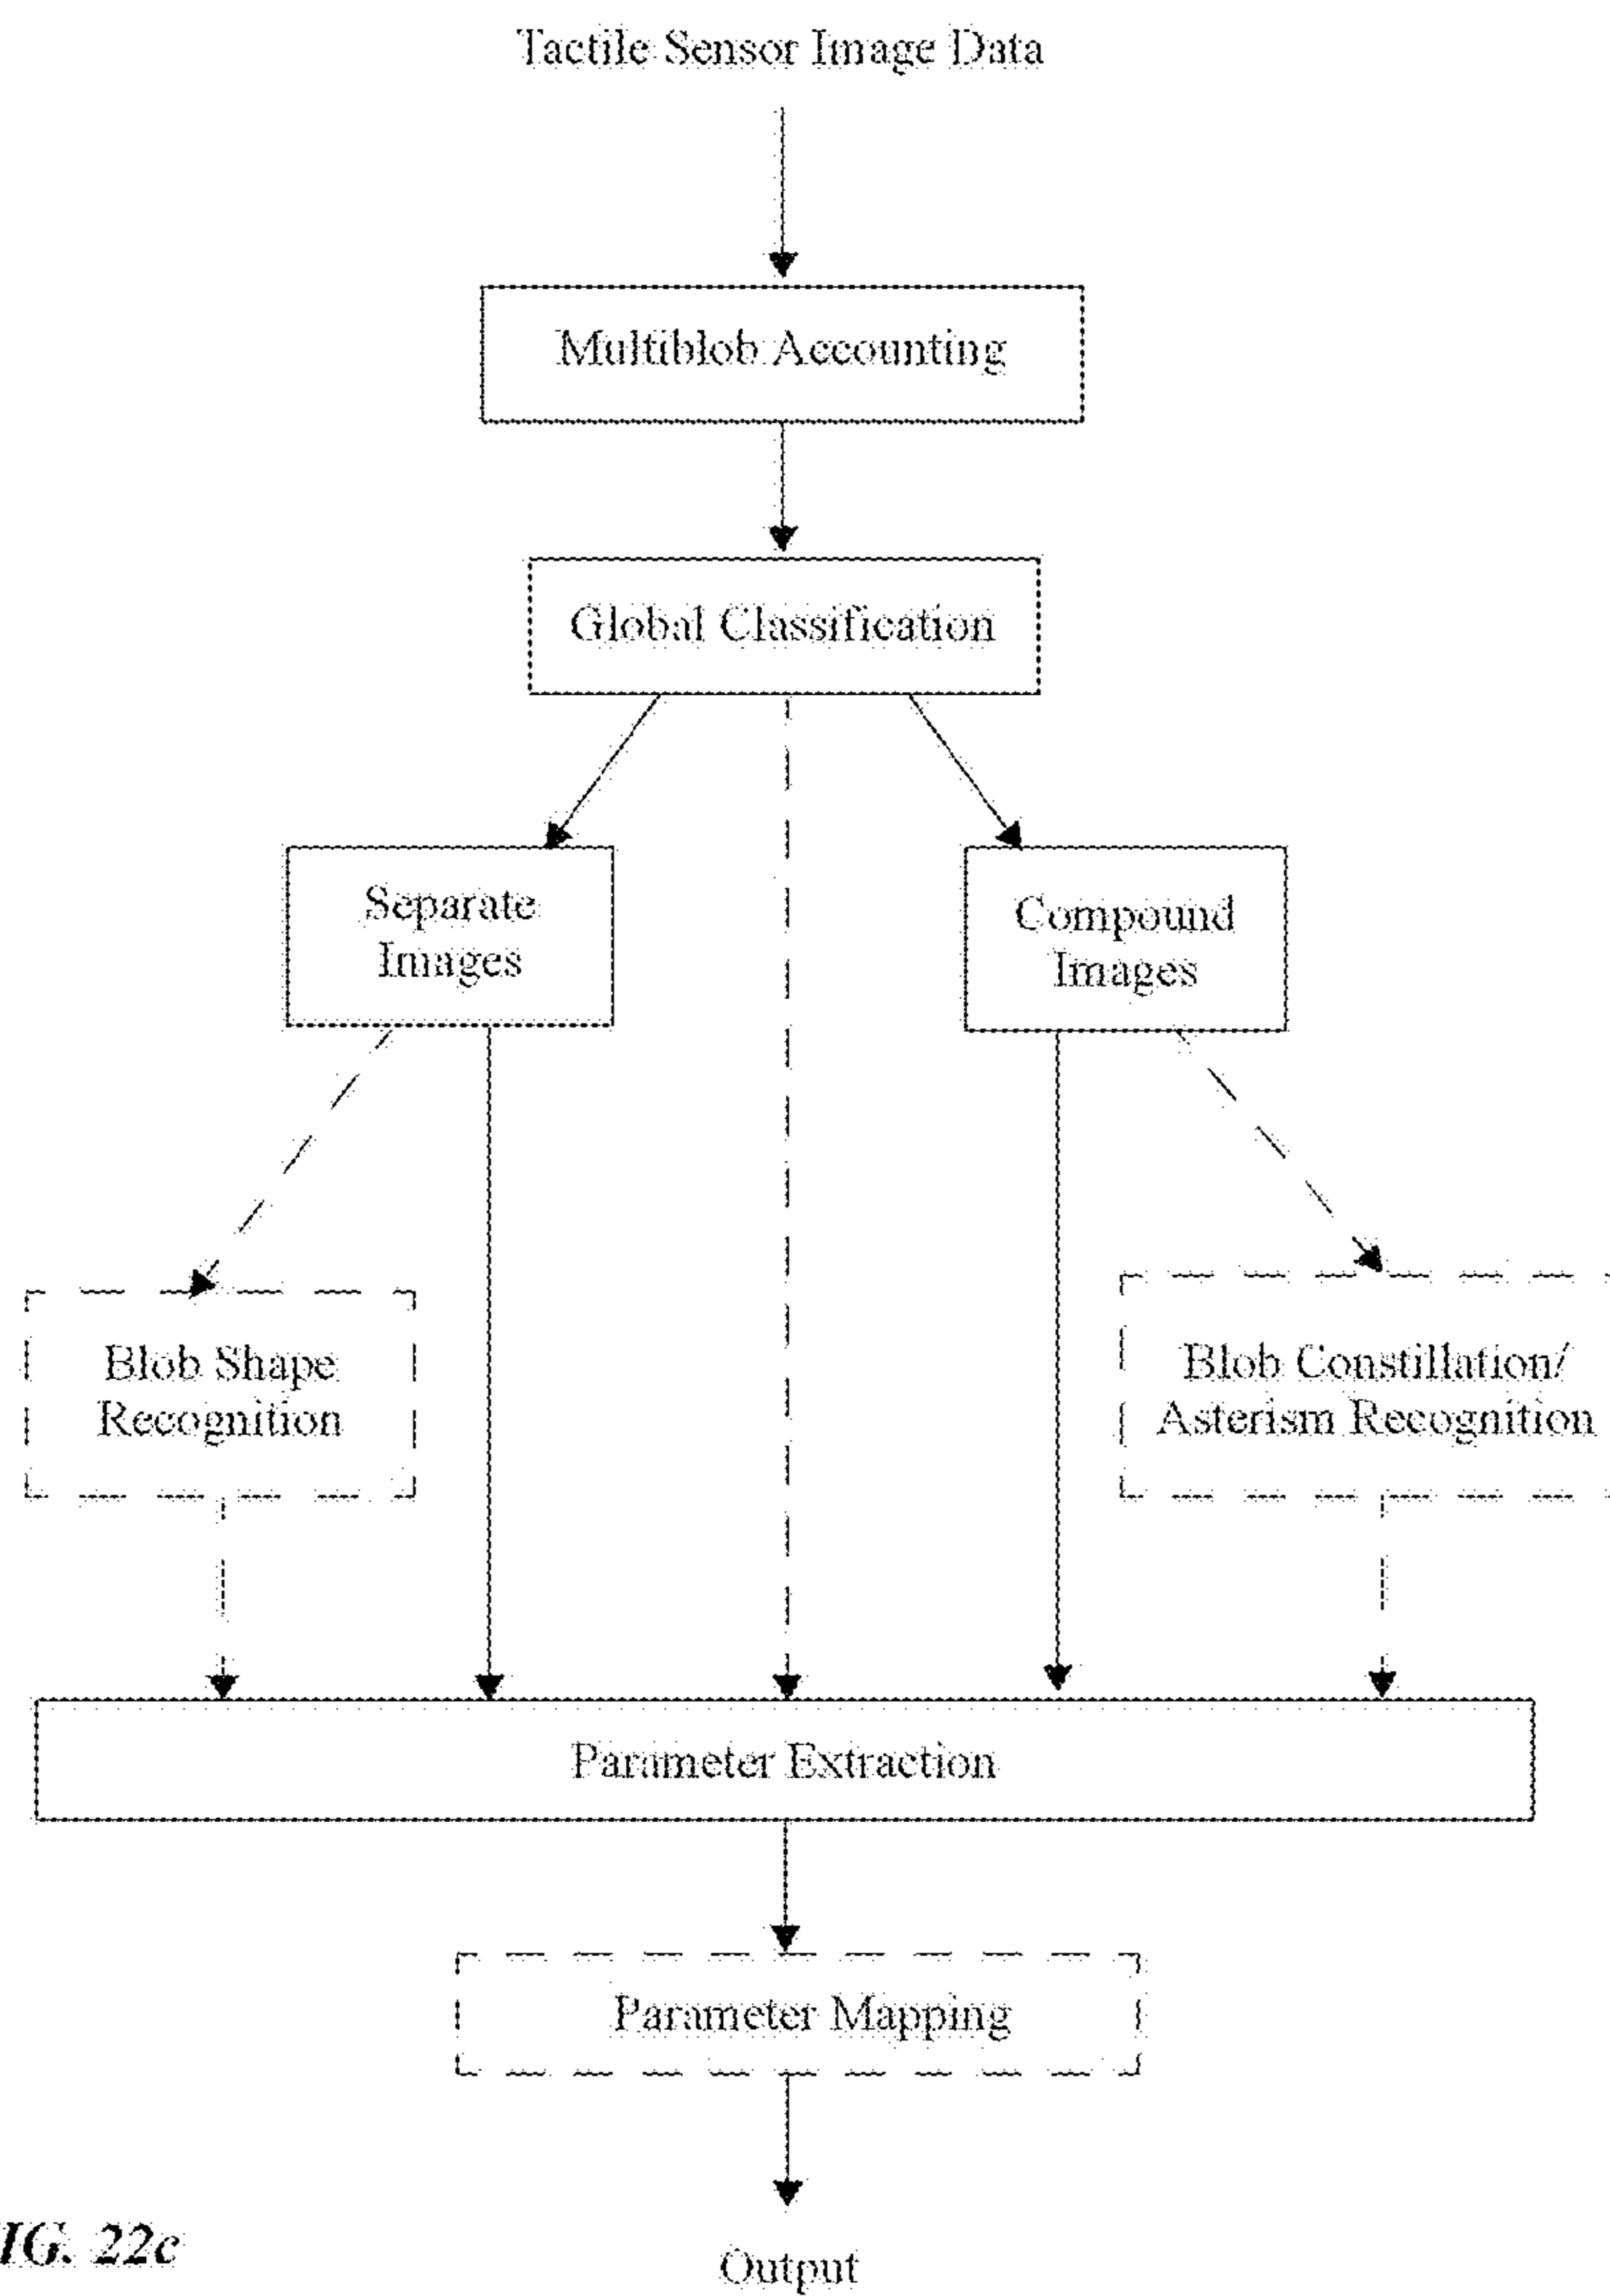 Tactile Sensor Image Data
Multiblob Accounting
Global Classification
Separate
Images
Compound
Images
Blob Shape
Recognition
Blob Constillation/
Asterism Recognition
Parameter Extraction
Parameter Mapping
IG. 22c
Output